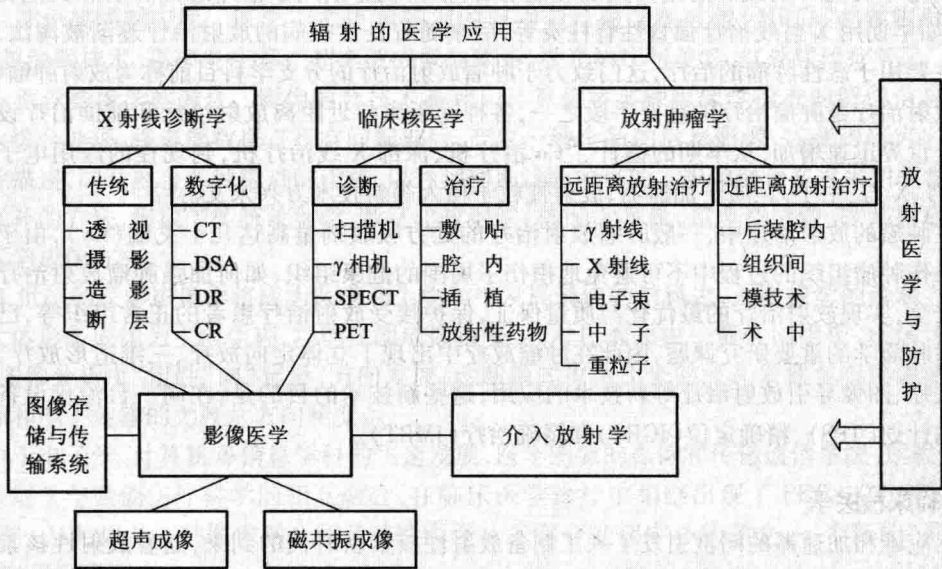 辐射的医学应用
X射线诊断学
临床核医学
放射肿瘤学
传统
数字化
诊断
治疗
远距离放射治疗
近距离放射治疗
透视
摄影
造影
断层
CT
DSA
DR
CR
扫描机
γ相机
SPECT
PET
敷贴
腔内
插植
放射性药物
γ射线
X射线
电子束
中子
重粒子
后装腔内
组织间
模技术
术中
放射医学与防护
图像存
储与传
输系统
影像医学
介入放射学
超声成像
磁共振成像